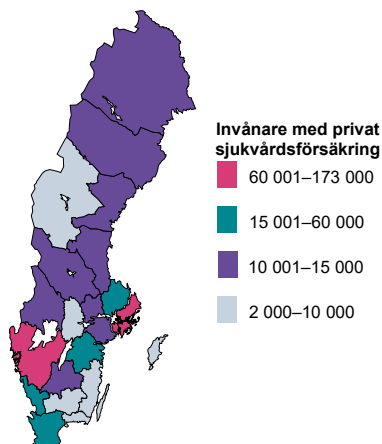 Invånare med privat
sjukvårdsförsäkring
60 001–173 000
15 001–60 000
10 001–15 000
2 000–10 000